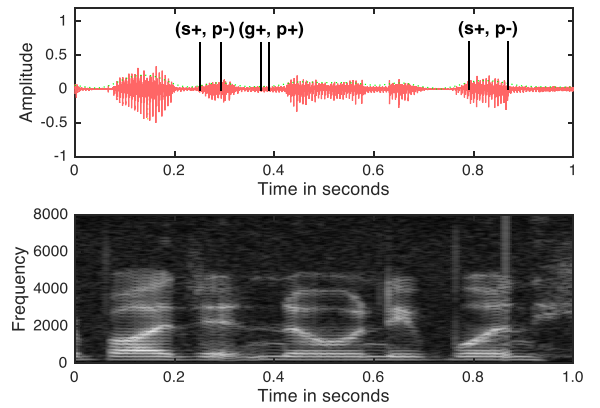 (s+, p-) (g+, p+) (s+, p-)
1
0.5
0
-0.5
-1
Amplitude
0 0.2 0.4 0.6 0.8 1
Time in seconds
8000
6000
4000
2000
0
Frequency
0.0 0.2 0.4 0.6 0.8 1.0
Time in seconds